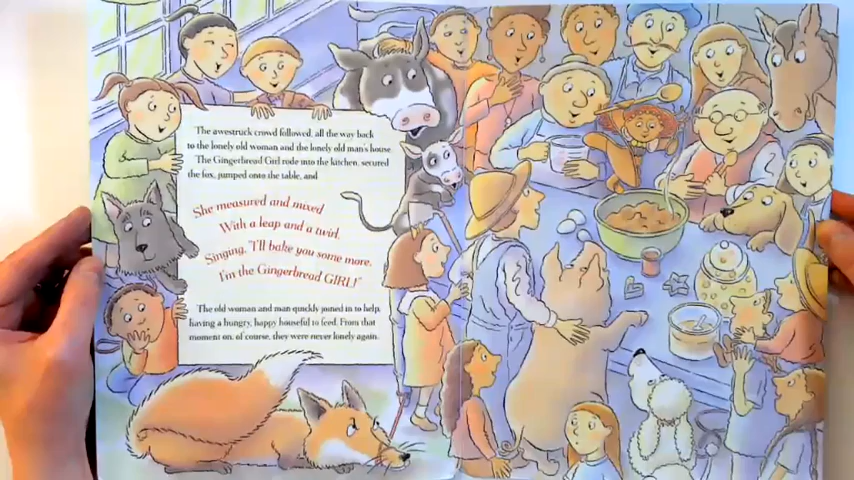 The awestruck crowd followed, all the way back
to the lonely old woman and the lonely old man's house.
The Gingerbread Girl rode into the kitchen, secured
the fox, jumped onto the table, and
She measured and mixed
With a leap and a twirl,
Singing, "I'll bake you some more.
I'm the Gingerbread GIRL!"
The old woman and man quickly joined in to help,
having a hungry, happy houseful to feed. From that
moment on, of course, they were never lonely again.